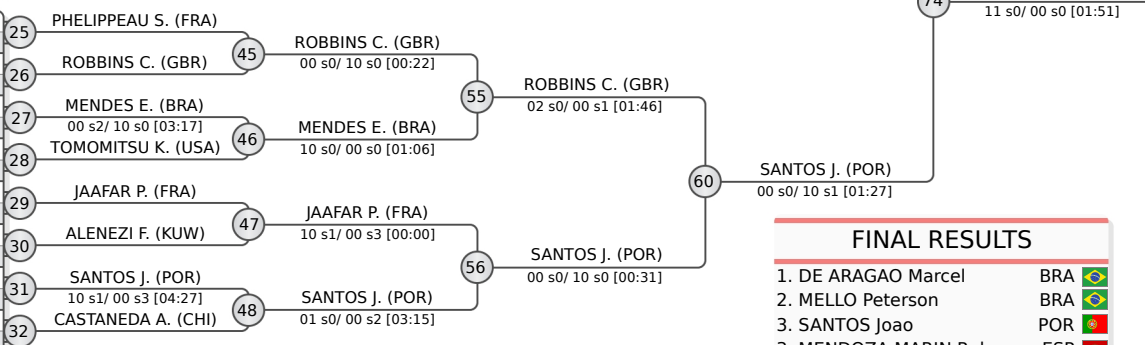 25
PHELIPPEAU S. (FRA)
26
ROBBINS C. (GBR)
27
MENDES E. (BRA)
00 s2/ 10 s0 [03:17]
28
TOMOMITSU K. (USA)
29
JAAFAR P. (FRA)
30
ALENEZI F. (KUW)
31
SANTOS J. (POR)
10 s1/ 00 s3 [04:27]
32
CASTANEDA A. (CHI)
45
ROBBINS C. (GBR)
00 s0/ 10 s0 [00:22]
46
MENDES E. (BRA)
10 s0/ 00 s0 [01:06]
47
JAAFAR P. (FRA)
10 s1/ 00 s3 [00:00]
48
SANTOS J. (POR)
01 s0/ 00 s2 [03:15]
55
ROBBINS C. (GBR)
02 s0/ 00 s1 [01:46]
56
SANTOS J. (POR)
00 s0/ 10 s0 [00:31]
60
SANTOS J. (POR)
00 s0/ 10 s1 [01:27]
74
11 s0/ 00 s0 [01:51]
FINAL RESULTS
1. DE ARAGAO Marcel BRA
2. MELLO Peterson BRA
3. SANTOS Joao POR
3. MENDOZA MARIN ESP